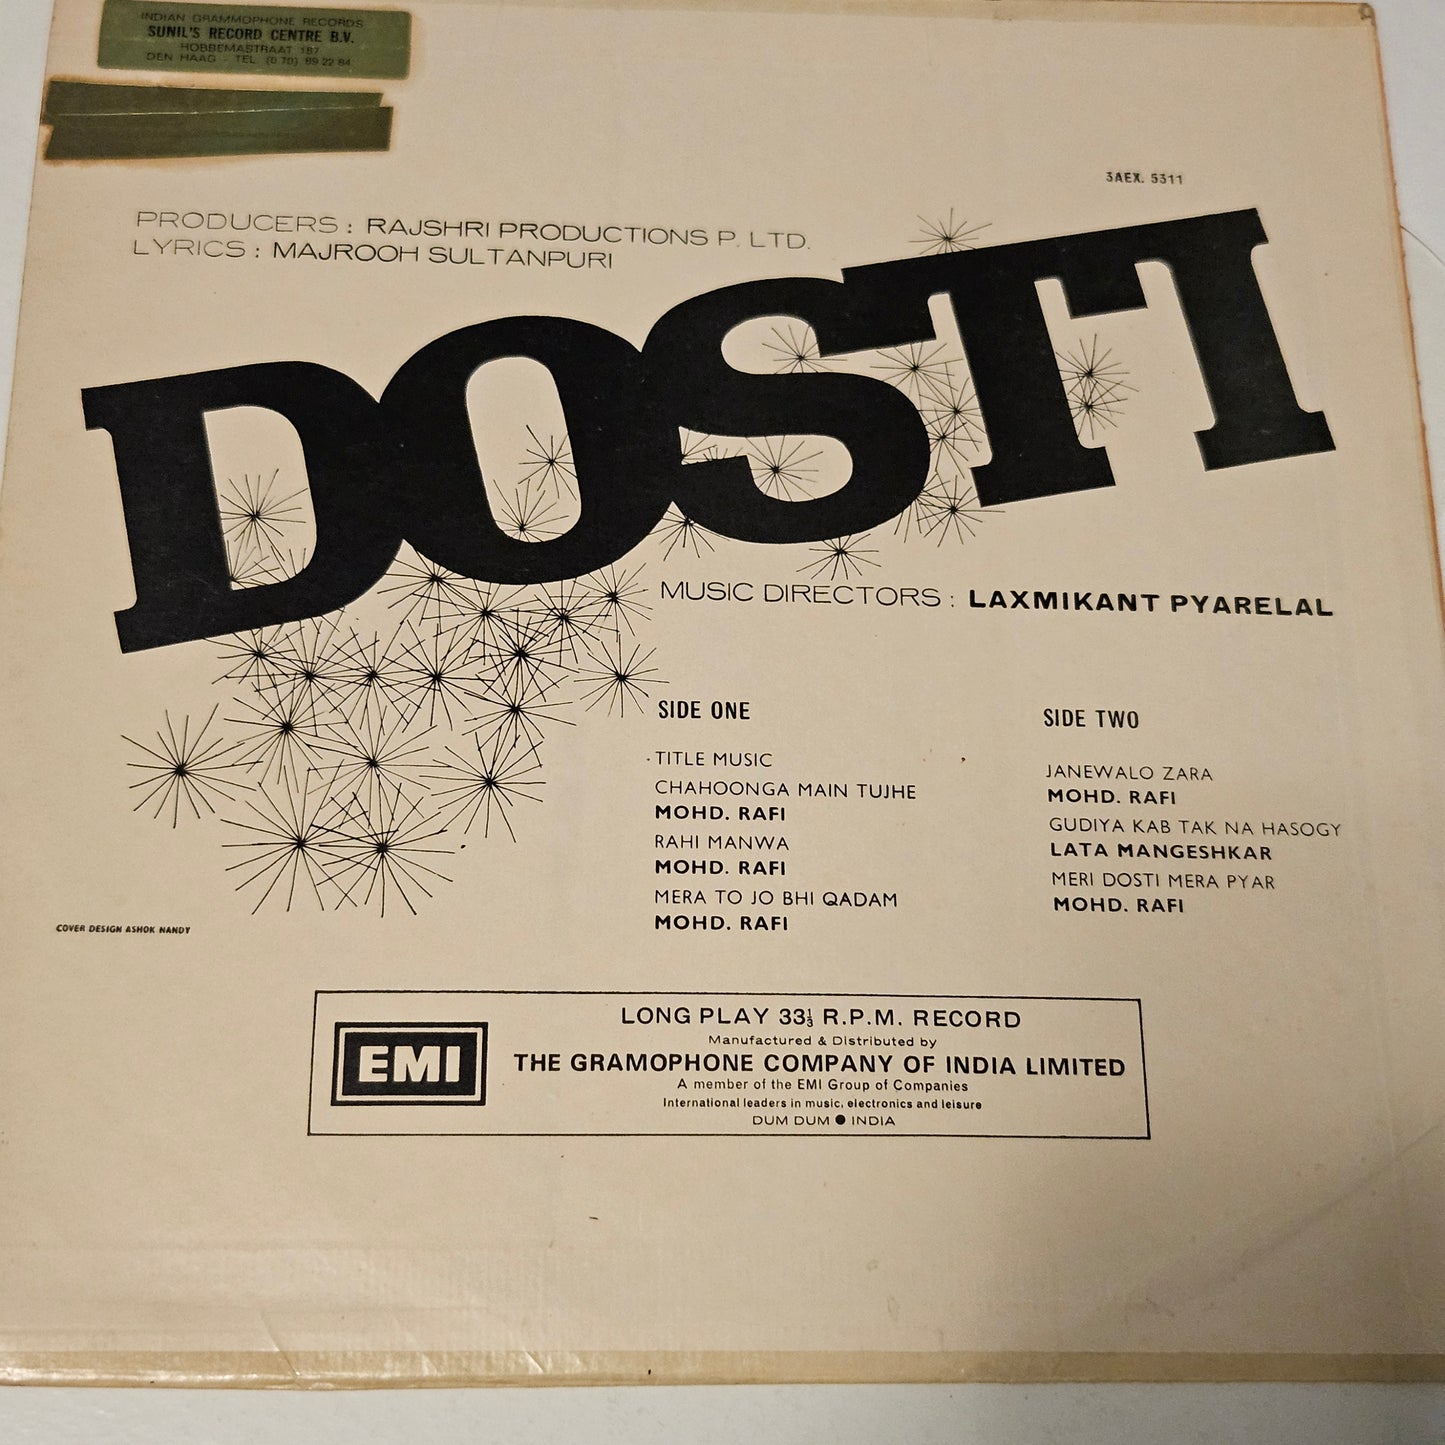 INDIAN GRAMMOPHONE RECORDS
SUNIL'S RECORD CENTRE B.V.
HOBBEMASTRAAT 187
DEN HAAG - TEL. (0 70) 89 22 84
3AEX. 5311
PRODUCERS : RAJSHRI PRODUCTIONS P. LTD.
LYRICS : MAJROOH SULTANPURI
DOSTI
MUSIC DIRECTORS : LAXMIKANT PYARELAL
SIDE ONE
TITLE MUSIC
CHAHOONGA MAIN TUJHE
MOHD. RAFI
RAHI MANWA
MOHD. RAFI
MERA TO JO BHI QADAM
MOHD. RAFI
SIDE TWO
JANEWALO ZARA
MOHD. RAFI
GUDIYA KAB TAK NA HASOGY
LATA MANGESHKAR
MERI DOSTI MERA PYAR
MOHD. RAFI
COVER DESIGN ASHOK NANDY
EMI
LONG PLAY 33⅓ R.P.M. RECORD
Manufactured & Distributed by
THE GRAMOPHONE COMPANY OF INDIA LIMITED
A member of the EMI Group of Companies
International leaders in music, electronics and leisure
DUM DUM ● INDIA